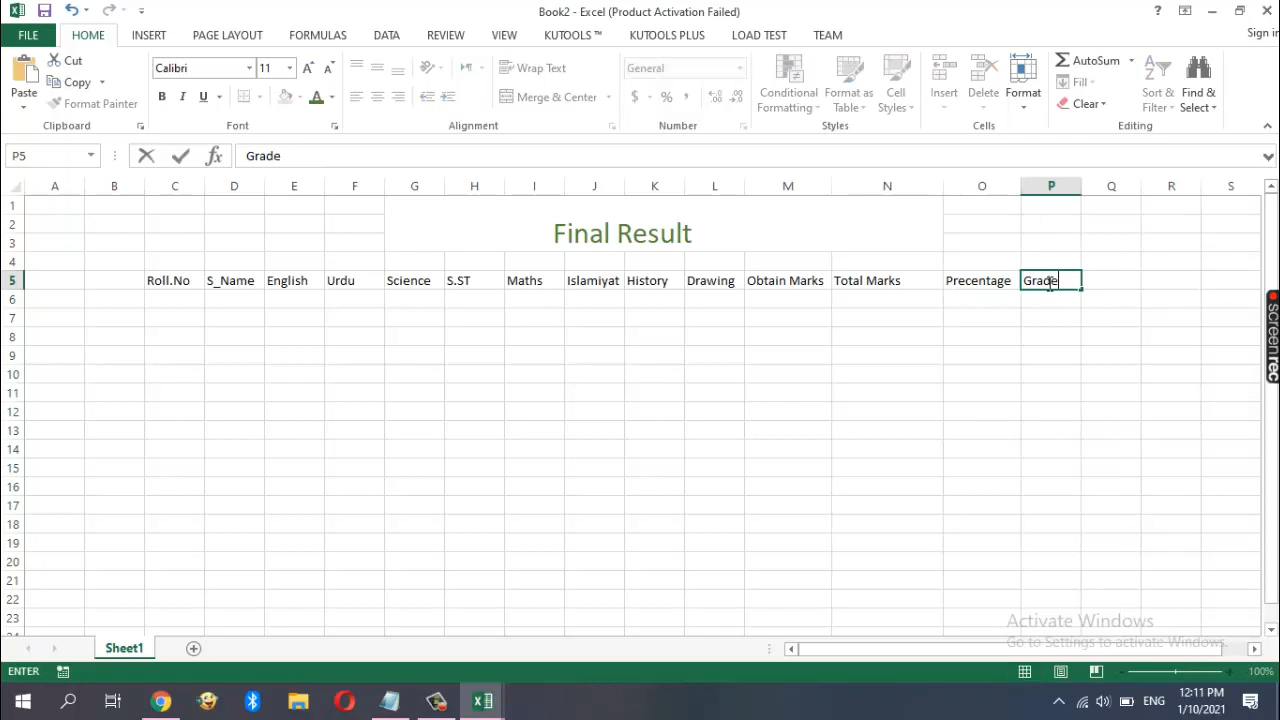 Book2 - Excel (Product Activation Failed)
FILE HOME INSERT PAGE LAYOUT FORMULAS DATA REVIEW VIEW KUTOOLS ™ KUTOOLS PLUS LOAD TEST TEAM Sign in
Cut
Copy
Format Painter
Paste
Calibri 11
B I U
Wrap Text
Merge & Center
General
$ % ,
Conditional Formatting
Format as Table
Cell Styles
Insert Delete Format
AutoSum
Fill
Clear
Sort & Filter
Find & Select
Clipboard Font Alignment Number Styles Cells Editing
P5 fx Grade
A B C D E F G H I J K L M N O P Q R S
1
2
Final Result
3
4
5 Roll.No S_Name English Urdu Science S.ST Maths Islamiyat History Drawing Obtain Marks Total Marks Precentage Grade
6
7
8
9
10
11
12
13
14
15
16
17
18
19
20
21
22
23
24
screenrec
Activate Windows
Go to Settings to activate Windows.
Sheet1
ENTER 100%
ENG
12:11 PM
1/10/2021